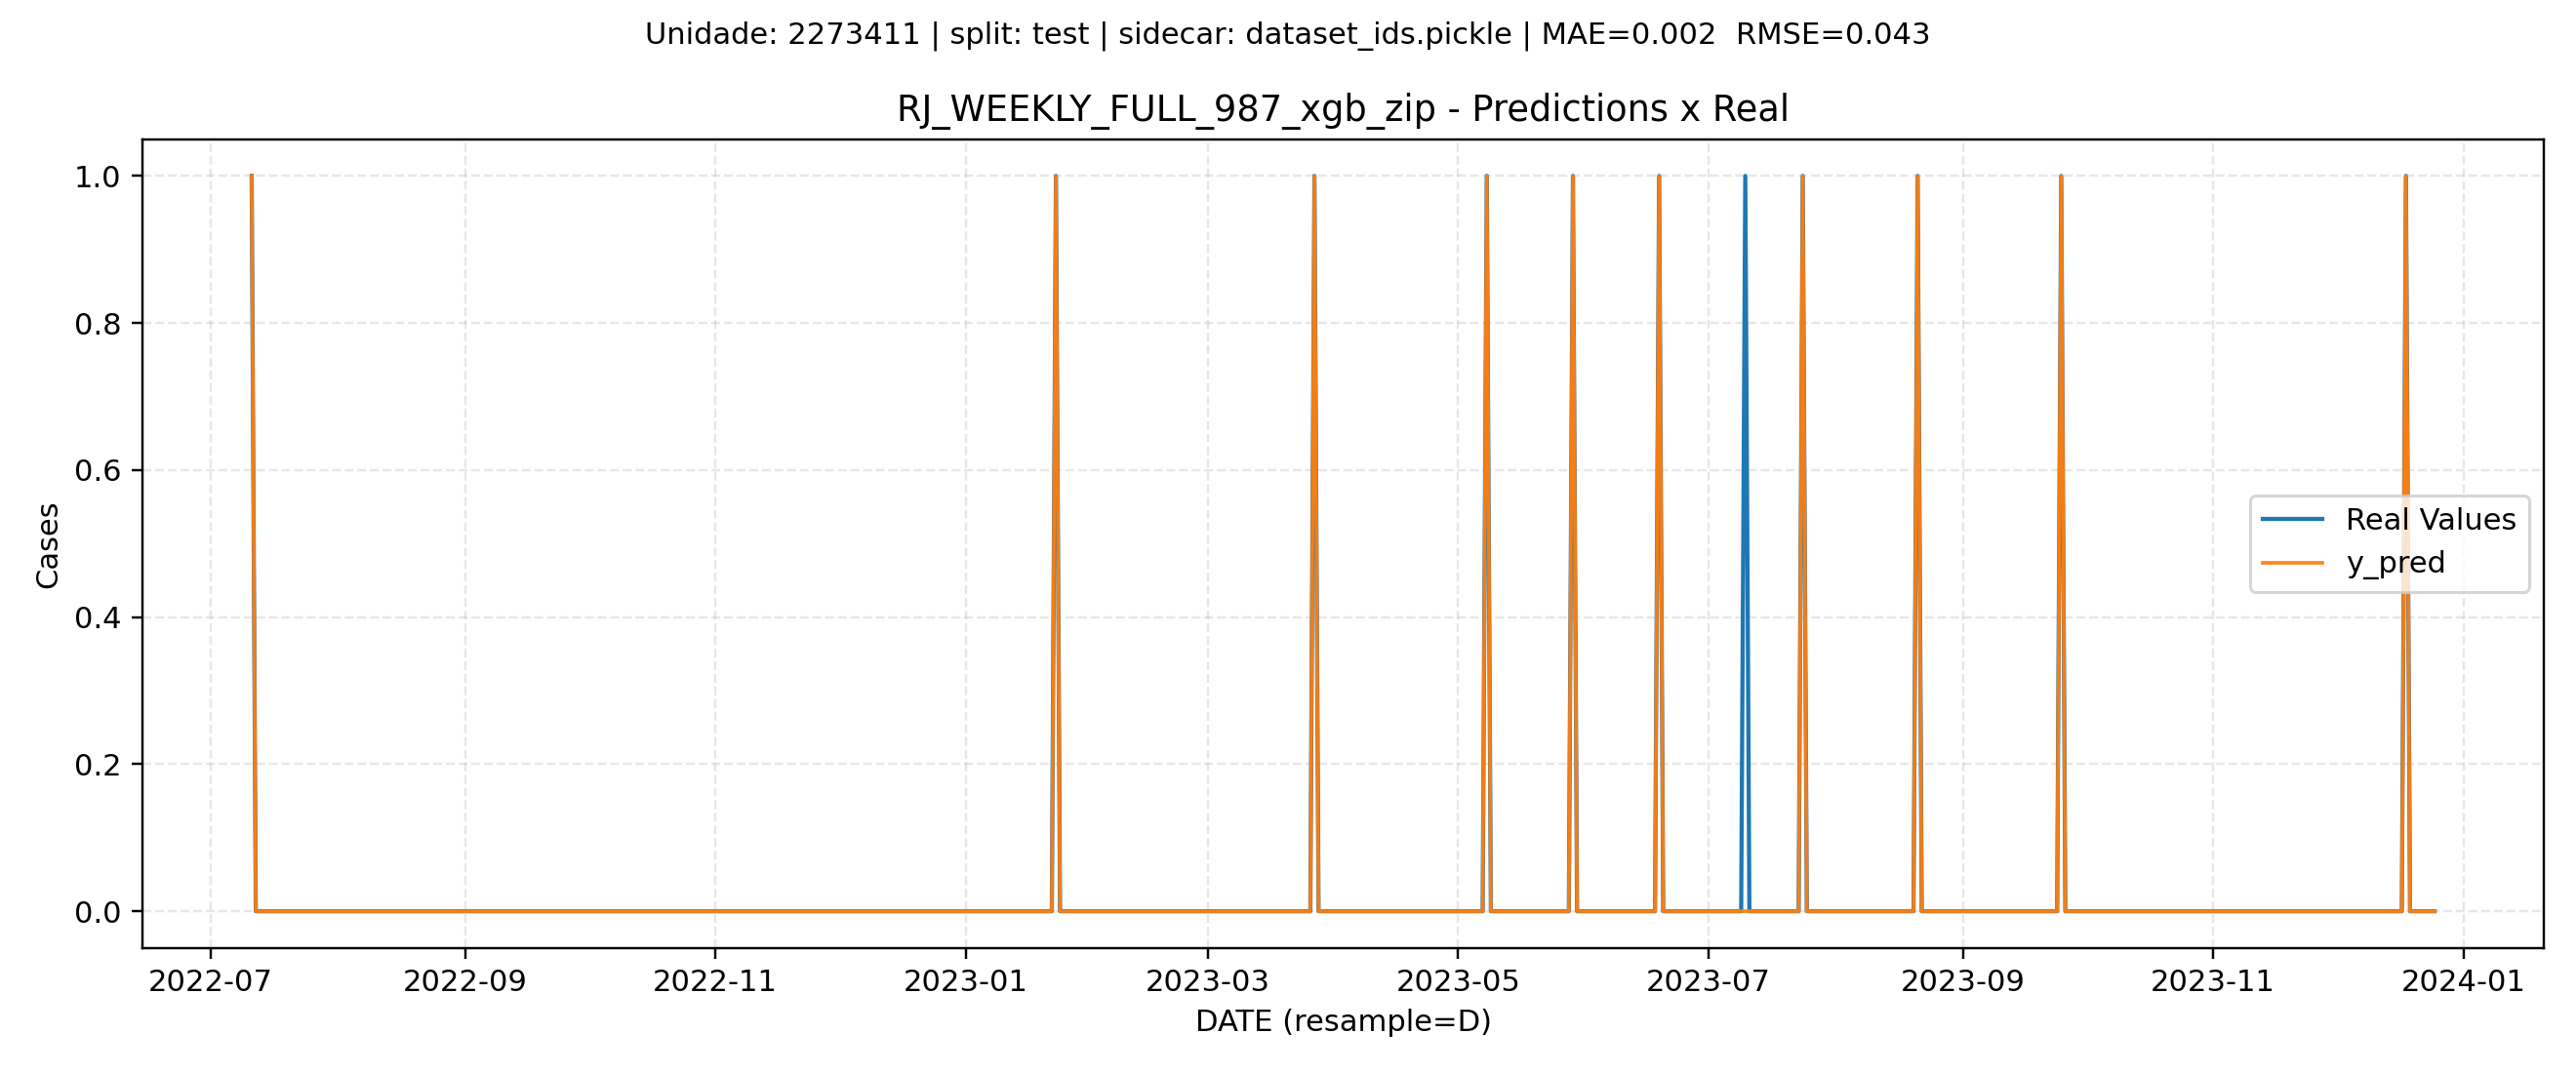 Unidade: 2273411 | split: test | sidecar: dataset_ids.pickle | MAE=0.002  RMSE=0.043
RJ_WEEKLY_FULL_987_xgb_zip - Predictions x Real
Cases
1.0
0.8
0.6
0.4
0.2
0.0
Real Values
y_pred
2022-07 2022-09 2022-11 2023-01 2023-03 2023-05 2023-07 2023-09 2023-11 2024-01
DATE (resample=D)